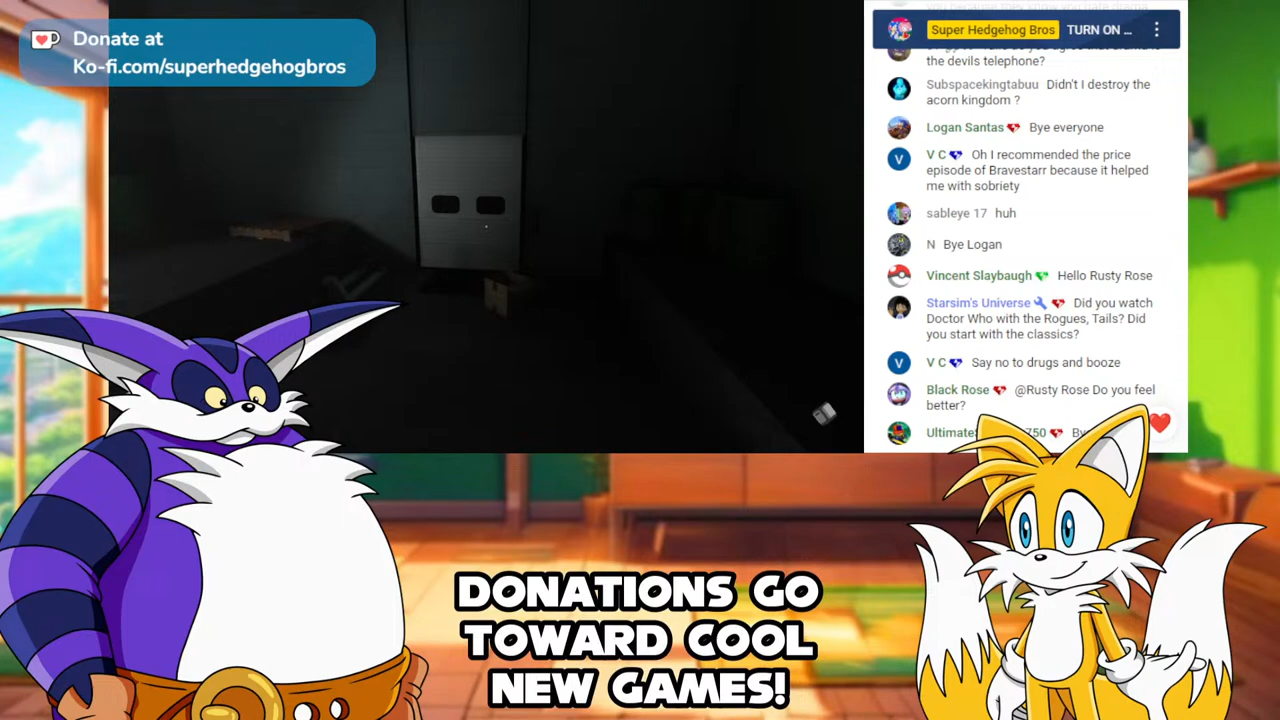 Donate at
Ko-fi.com/superhedgehogbros
Super Hedgehog Bros TURN ON ...
the devils telephone?
Subspacekingtabuu Didn't I destroy the
acorn kingdom ?
Logan Santas Bye everyone
V V C Oh I recommended the price
episode of Bravestarr because it helped
me with sobriety
sableye 17 huh
N Bye Logan
Vincent Slaybaugh Hello Rusty Rose
Starsim's Universe Did you watch
Doctor Who with the Rogues, Tails? Did
you start with the classics?
V V C Say no to drugs and booze
Black Rose @Rusty Rose Do you feel
better?
DONATIONS GO
TOWARD COOL
NEW GAMES!